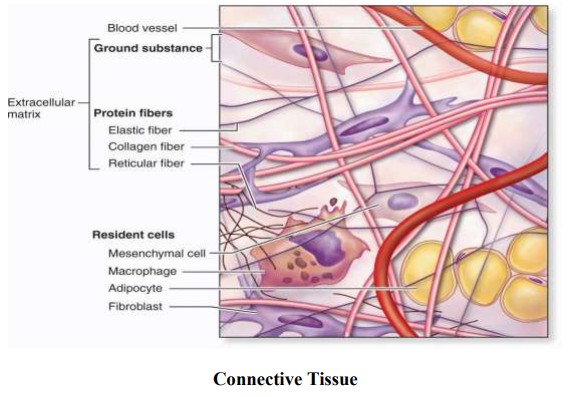 Blood vessel
Ground substance
Extracellular
matrix
Protein fibers
Elastic fiber
Collagen fiber
Reticular fiber
Resident cells
Mesenchymal cell
Macrophage
Adipocyte
Fibroblast
Connective Tissue